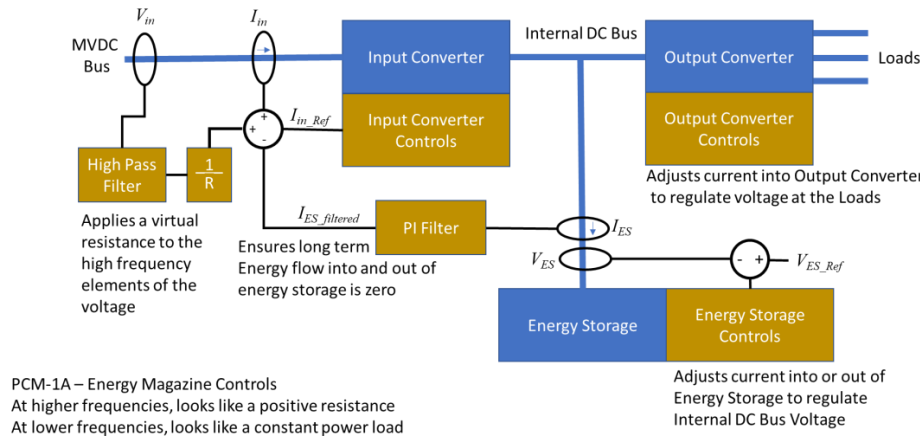 V_in
I_in
MVDC
Bus
Input Converter
Internal DC Bus
Output Converter
Loads
+
+
-
I_in_Ref
Input Converter
Controls
Output Converter
Controls
High Pass
Filter
1
R
Adjusts current into Output Converter
to regulate voltage at the Loads
Applies a virtual
resistance to the
high frequency
elements of the
voltage
I_ES_filtered
PI Filter
I_ES
Ensures long term
Energy flow into and out of
energy storage is zero
V_ES
- +
V_ES_Ref
Energy Storage
Energy Storage
Controls
Adjusts current into or out of
Energy Storage to regulate
Internal DC Bus Voltage
PCM-1A – Energy Magazine Controls
At higher frequencies, looks like a positive resistance
At lower frequencies, looks like a constant power load